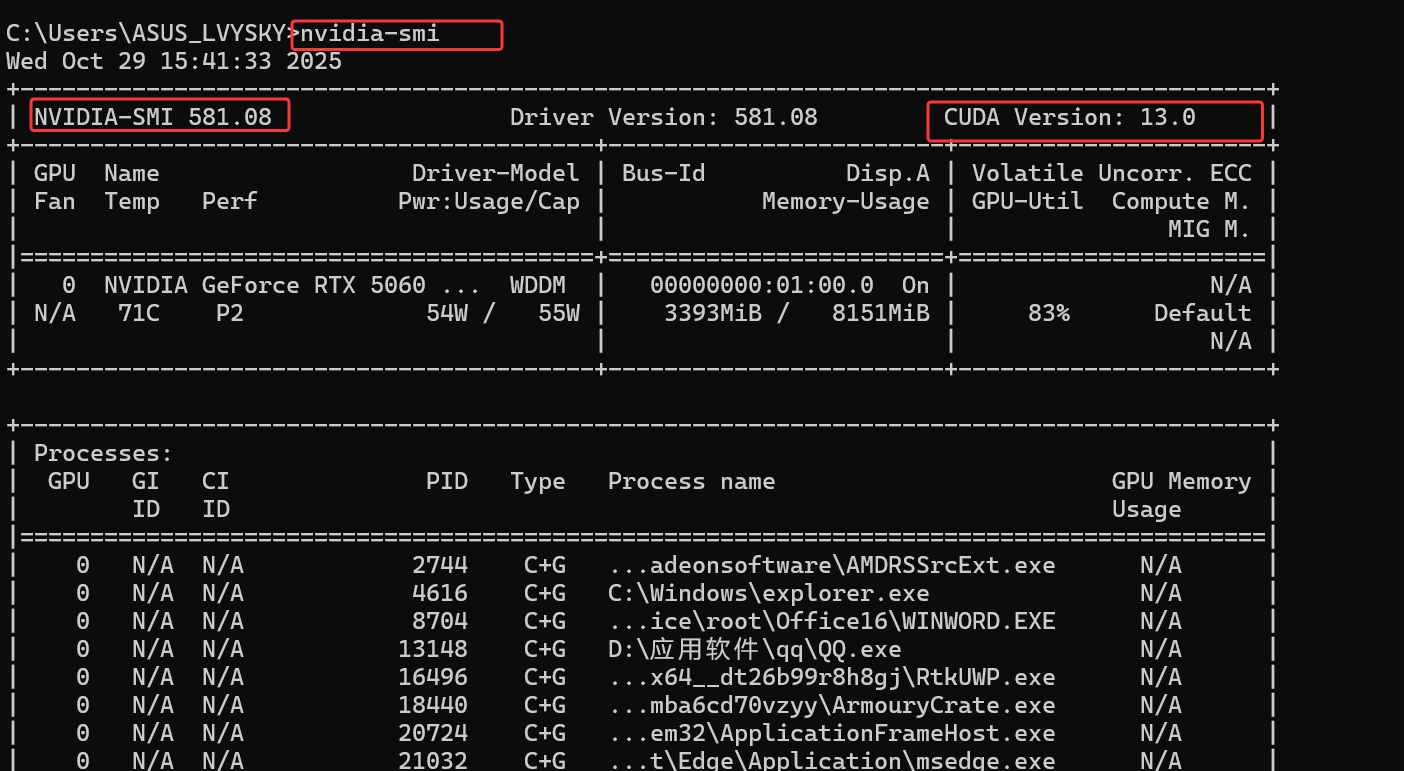 C:\Users\ASUS_LVYSKY>nvidia-smi
Wed Oct 29 15:41:33 2025
+-----------------------------------------------------------------------------------------+
| NVIDIA-SMI 581.08                 Driver Version: 581.08         CUDA Version: 13.0     |
+-----------------------------------------+------------------------+----------------------+
| GPU  Name                  Driver-Model | Bus-Id          Disp.A | Volatile Uncorr. ECC |
| Fan  Temp   Perf          Pwr:Usage/Cap |           Memory-Usage | GPU-Util  Compute M. |
|                                         |                        |               MIG M. |
|=========================================+========================+======================|
|   0  NVIDIA GeForce RTX 5060 ...  WDDM  |   00000000:01:00.0  On |                  N/A |
| N/A   71C    P2             54W /   55W |    3393MiB /   8151MiB |     83%      Default |
|                                         |                        |                  N/A |
+-----------------------------------------+------------------------+----------------------+
+-----------------------------------------------------------------------------------------+
| Processes:                                                                              |
|  GPU   GI   CI              PID   Type   Process name                        GPU Memory |
|        ID   ID                                                               Usage      |
|=========================================================================================|
|    0   N/A  N/A            2744    C+G   ...adeonsoftware\AMDRSSrcExt.exe      N/A      |
|    0   N/A  N/A            4616    C+G   C:\Windows\explorer.exe               N/A      |
|    0   N/A  N/A            8704    C+G   ...ice\root\Office16\WINWORD.EXE      N/A      |
|    0   N/A  N/A           13148    C+G   D:\应用软件\qq\QQ.exe                 N/A      |
|    0   N/A  N/A           16496    C+G   ...x64__dt26b99r8h8gj\RtkUWP.exe      N/A      |
|    0   N/A  N/A           18440    C+G   ...mba6cd70vzyy\ArmouryCrate.exe      N/A      |
|    0   N/A  N/A           20724    C+G   ...em32\ApplicationFrameHost.exe      N/A      |
|    0   N/A  N/A           21032    C+G   ...t\Edge\Application\msedge.exe      N/A      |